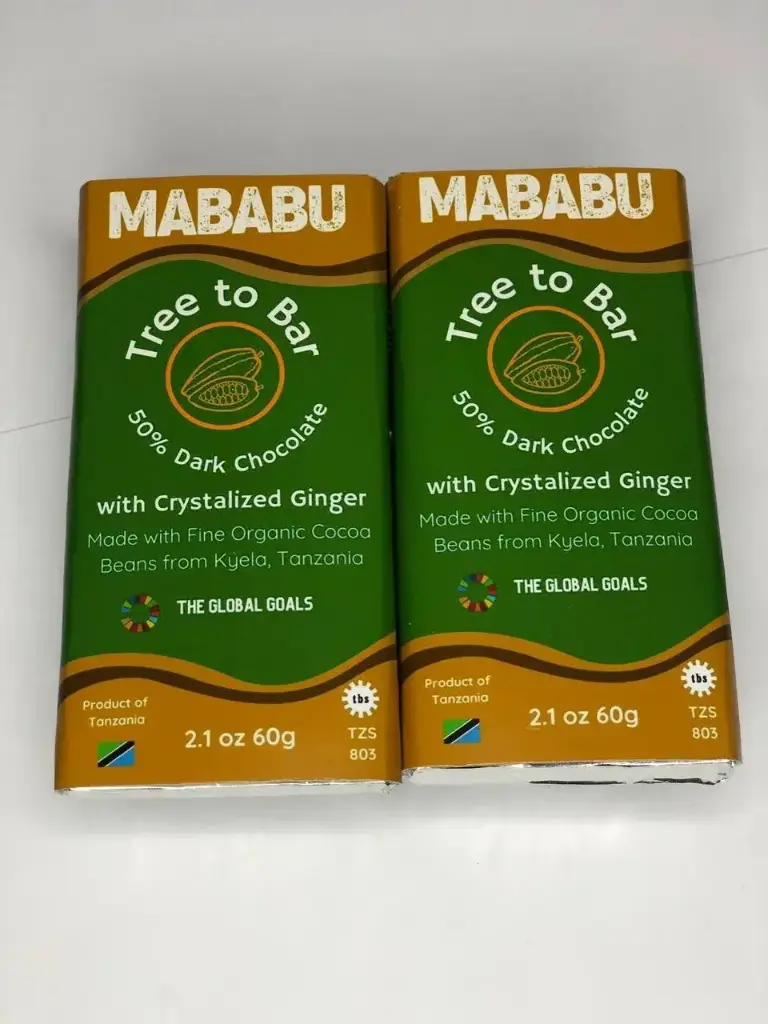 MABABU
Tree to Bar
50% Dark Chocolate
with Crystalized Ginger
Made with Fine Organic Cocoa
Beans from Kyela, Tanzania
THE GLOBAL GOALS
Product of
Tanzania
2.1 oz 60g
tbs
TZS
803
MABABU
Tree to Bar
50% Dark Chocolate
with Crystalized Ginger
Made with Fine Organic Cocoa
Beans from Kyela, Tanzania
THE GLOBAL GOALS
Product of
Tanzania
2.1 oz 60g
tbs
TZS
803